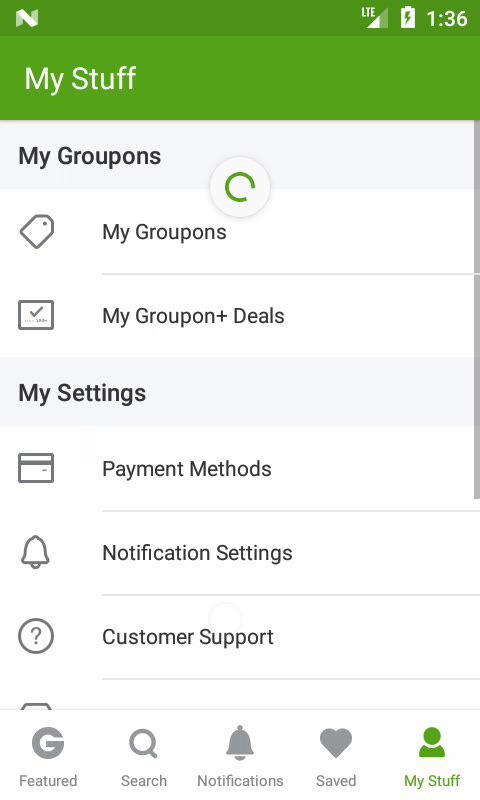 LTE 1:36
My Stuff
My Groupons
My Groupons
My Groupon+ Deals
My Settings
Payment Methods
Notification Settings
? Customer Support
G
Featured Search Notifications Saved My Stuff